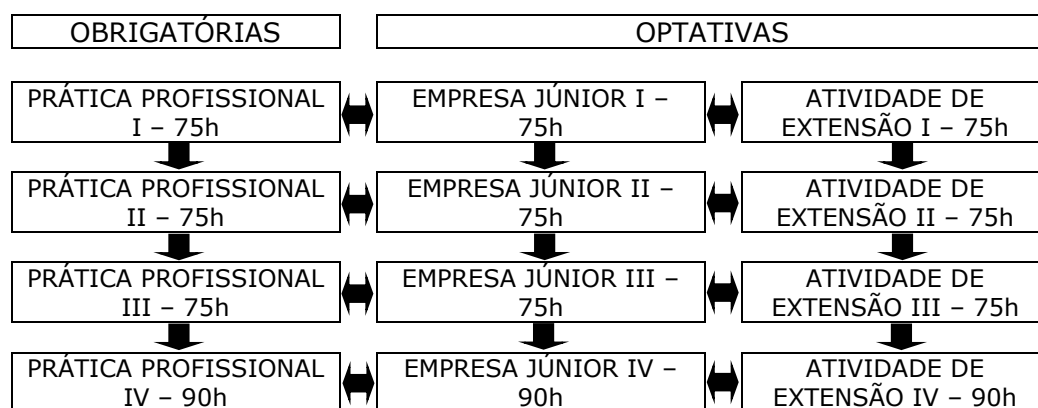 OBRIGATÓRIAS
OPTATIVAS
PRÁTICA PROFISSIONAL
I – 75h
EMPRESA JÚNIOR I –
75h
ATIVIDADE DE
EXTENSÃO I – 75h
PRÁTICA PROFISSIONAL
II – 75h
EMPRESA JÚNIOR II –
75h
ATIVIDADE DE
EXTENSÃO II – 75h
PRÁTICA PROFISSIONAL
III – 75h
EMPRESA JÚNIOR III –
75h
ATIVIDADE DE
EXTENSÃO III – 75h
PRÁTICA PROFISSIONAL
IV – 90h
EMPRESA JÚNIOR IV –
90h
ATIVIDADE DE
EXTENSÃO IV – 90h